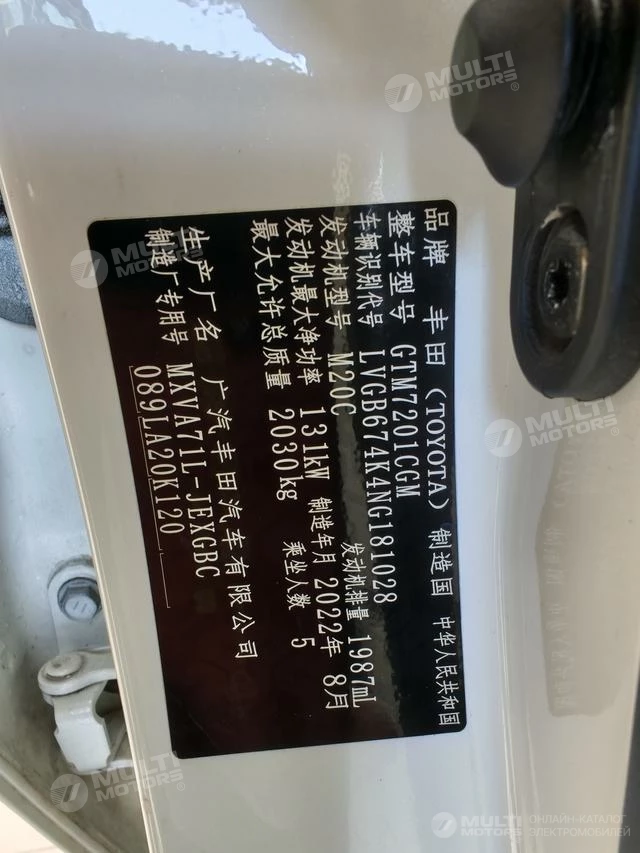 品牌 丰田 (TOYOTA) 制造国 中华人民共和国
整车型号 GTM7201CGM
车辆识别代号 LVGB674K4NG181028
发动机型号 M20C 发动机排量 1987mL
发动机最大净功率 131kW 制造年月 2022年 8月
最大允许总质量 2030kg 乘坐人数 5
生产厂名 广汽丰田汽车有限公司
制造厂专用号 MXVA71L-JEXGBC
089LA20K120
MULTI MOTORS®
MULTI MOTORS
MULTI MOTORS®
MULTI MOTORS®
MULTI MOTORS ОНЛАЙН-КАТАЛОГ ЭЛЕКТРОМОБИЛЕЙ